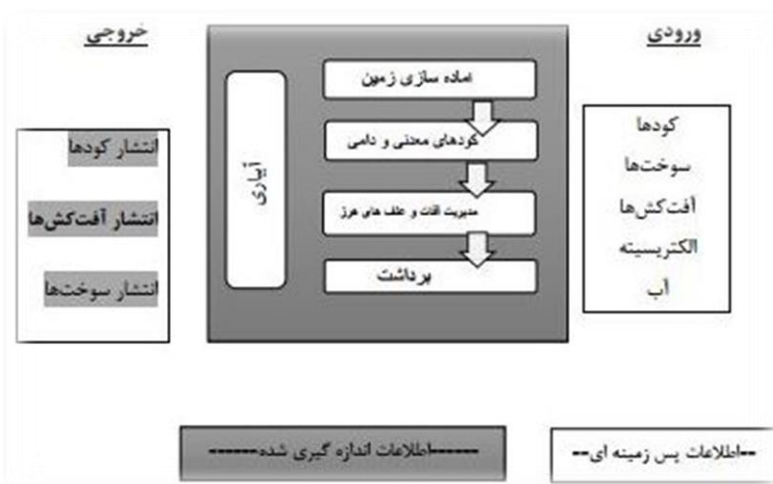 ورودی
خروجی
کودها
سوخت‌ها
آفت‌کش‌ها
الکتریسیته
آب
اماده سازی زمین
کودهای معدنی و دامی
مدیریت آفات و علف های هرز
برداشت
آبیاری
انتشار کودها
انتشار آفت‌کش‌ها
انتشار سوخت‌ها
--اطلاعات پس زمینه ای--
------اطلاعات اندازه گیری شده------